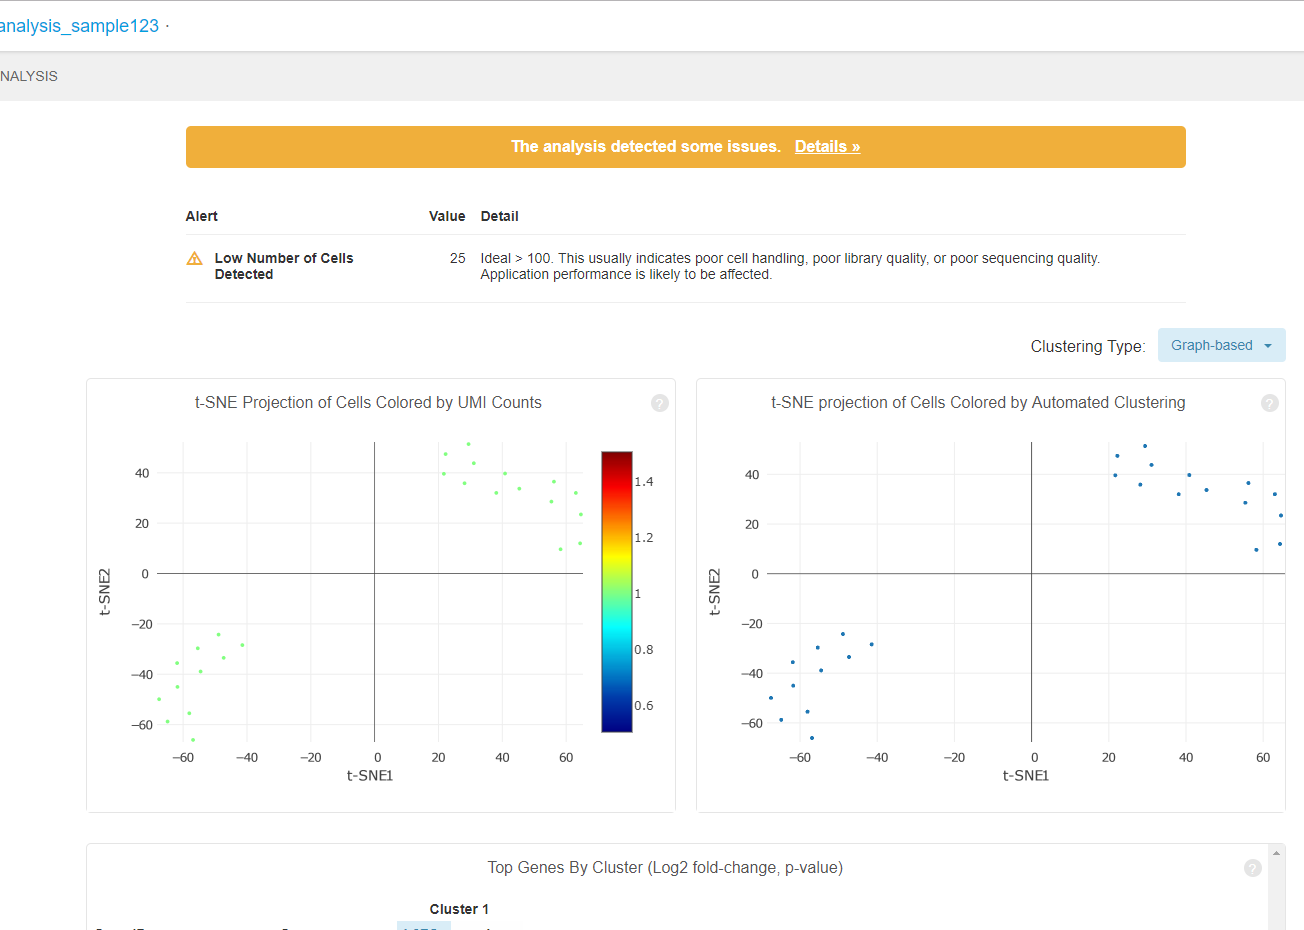 analysis_sample123 ·
NALYSIS
The analysis detected some issues. Details »
Alert Value Detail
Low Number of Cells Detected 25 Ideal > 100. This usually indicates poor cell handling, poor library quality, or poor sequencing quality.
Application performance is likely to be affected.
Clustering Type: Graph-based
t-SNE Projection of Cells Colored by UMI Counts ?
40
20
0
−20
−40
−60
t-SNE2
−60 −40 −20 0 20 40 60
t-SNE1
1.4
1.2
1
0.8
0.6
t-SNE projection of Cells Colored by Automated Clustering ?
40
20
0
−20
−40
−60
t-SNE2
−60 −40 −20 0 20 40 60
t-SNE1
Top Genes By Cluster (Log2 fold-change, p-value) ?
Cluster 1